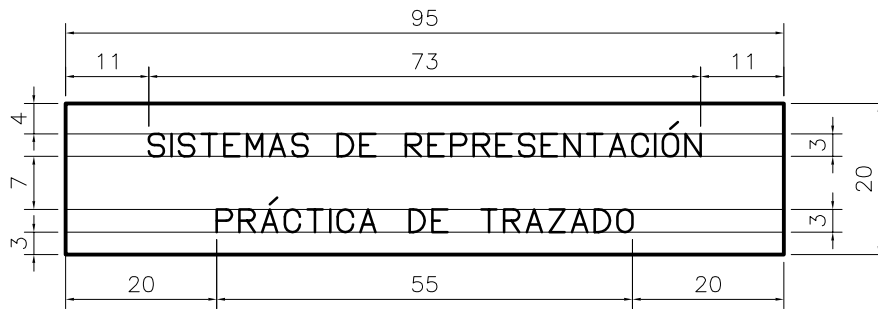 95
11 73 11
4
SISTEMAS DE REPRESENTACIÓN
3
7
20
PRÁCTICA DE TRAZADO
3
3
20 55 20